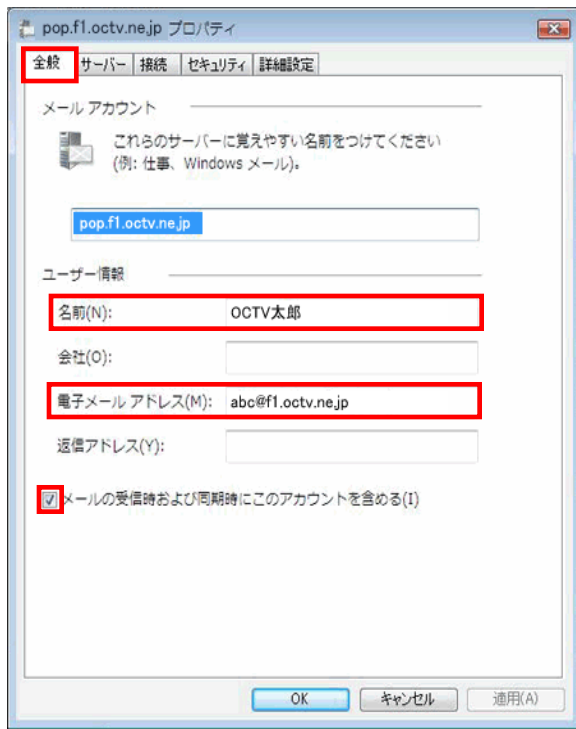 pop.f1.octv.ne.jp プロパティ
全般 サーバー 接続 セキュリティ 詳細設定
メール アカウント
これらのサーバーに覚えやすい名前をつけてください
(例: 仕事、Windows メール)。
pop.f1.octv.ne.jp
ユーザー情報
名前(N): OCTV太郎
会社(O):
電子メール アドレス(M): abc@f1.octv.ne.jp
返信アドレス(Y):
メールの受信時および同期時にこのアカウントを含める(I)
OK キャンセル 適用(A)